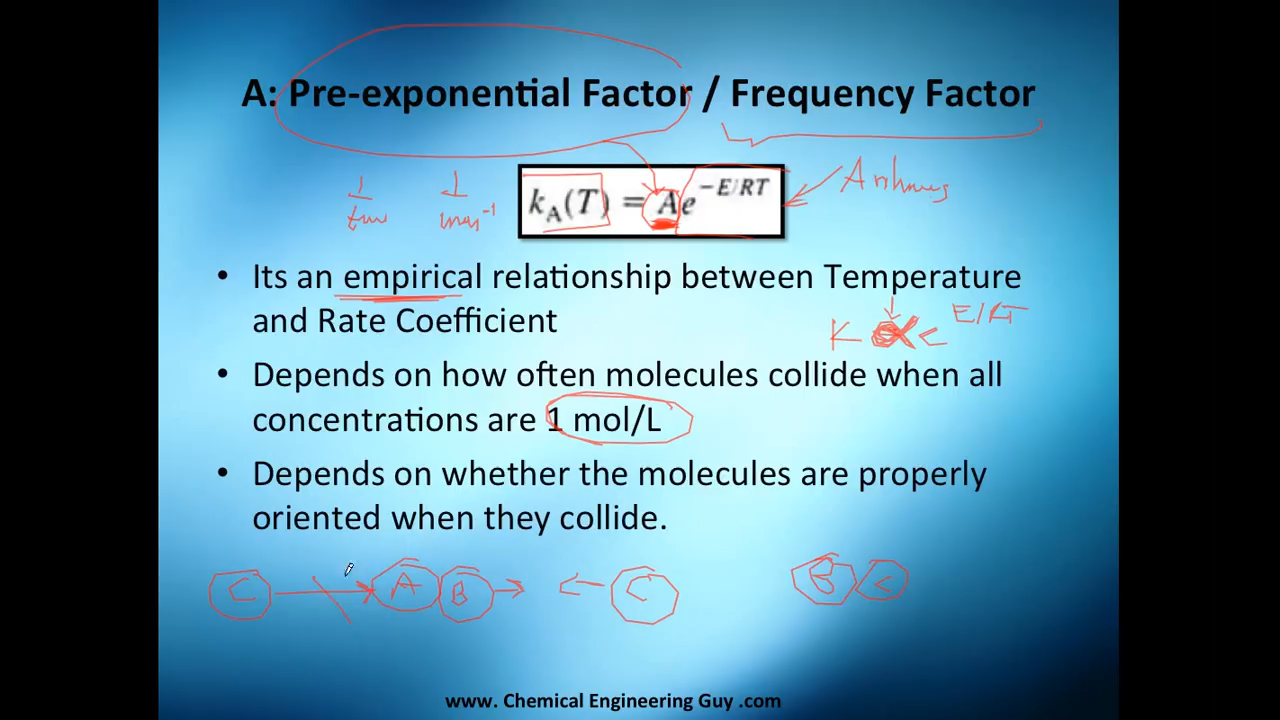 A: Pre-exponential Factor / Frequency Factor
kA(T) = Ae^-E/RT
• Its an empirical relationship between Temperature
and Rate Coefficient
E/RT
• Depends on how often molecules collide when all
concentrations are 1 mol/L
• Depends on whether the molecules are properly
oriented when they collide.
C A B C B C
www. Chemical Engineering Guy .com